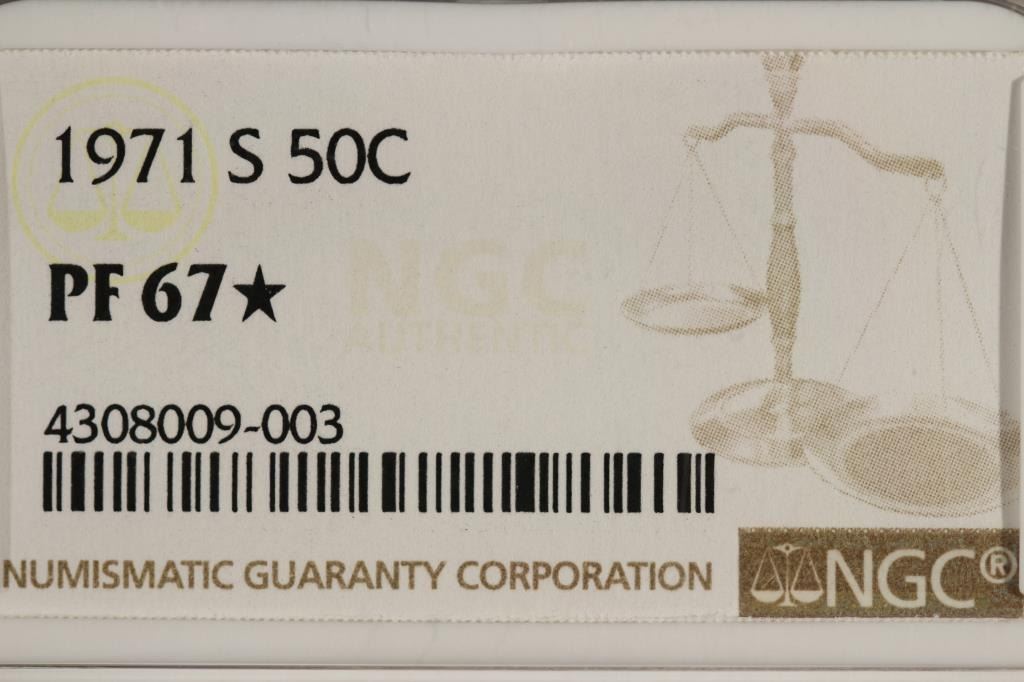 1971 S 50C
PF 67★
NGC
AUTHENTIC
4308009-003
NUMISMATIC GUARANTY CORPORATION
NGC®